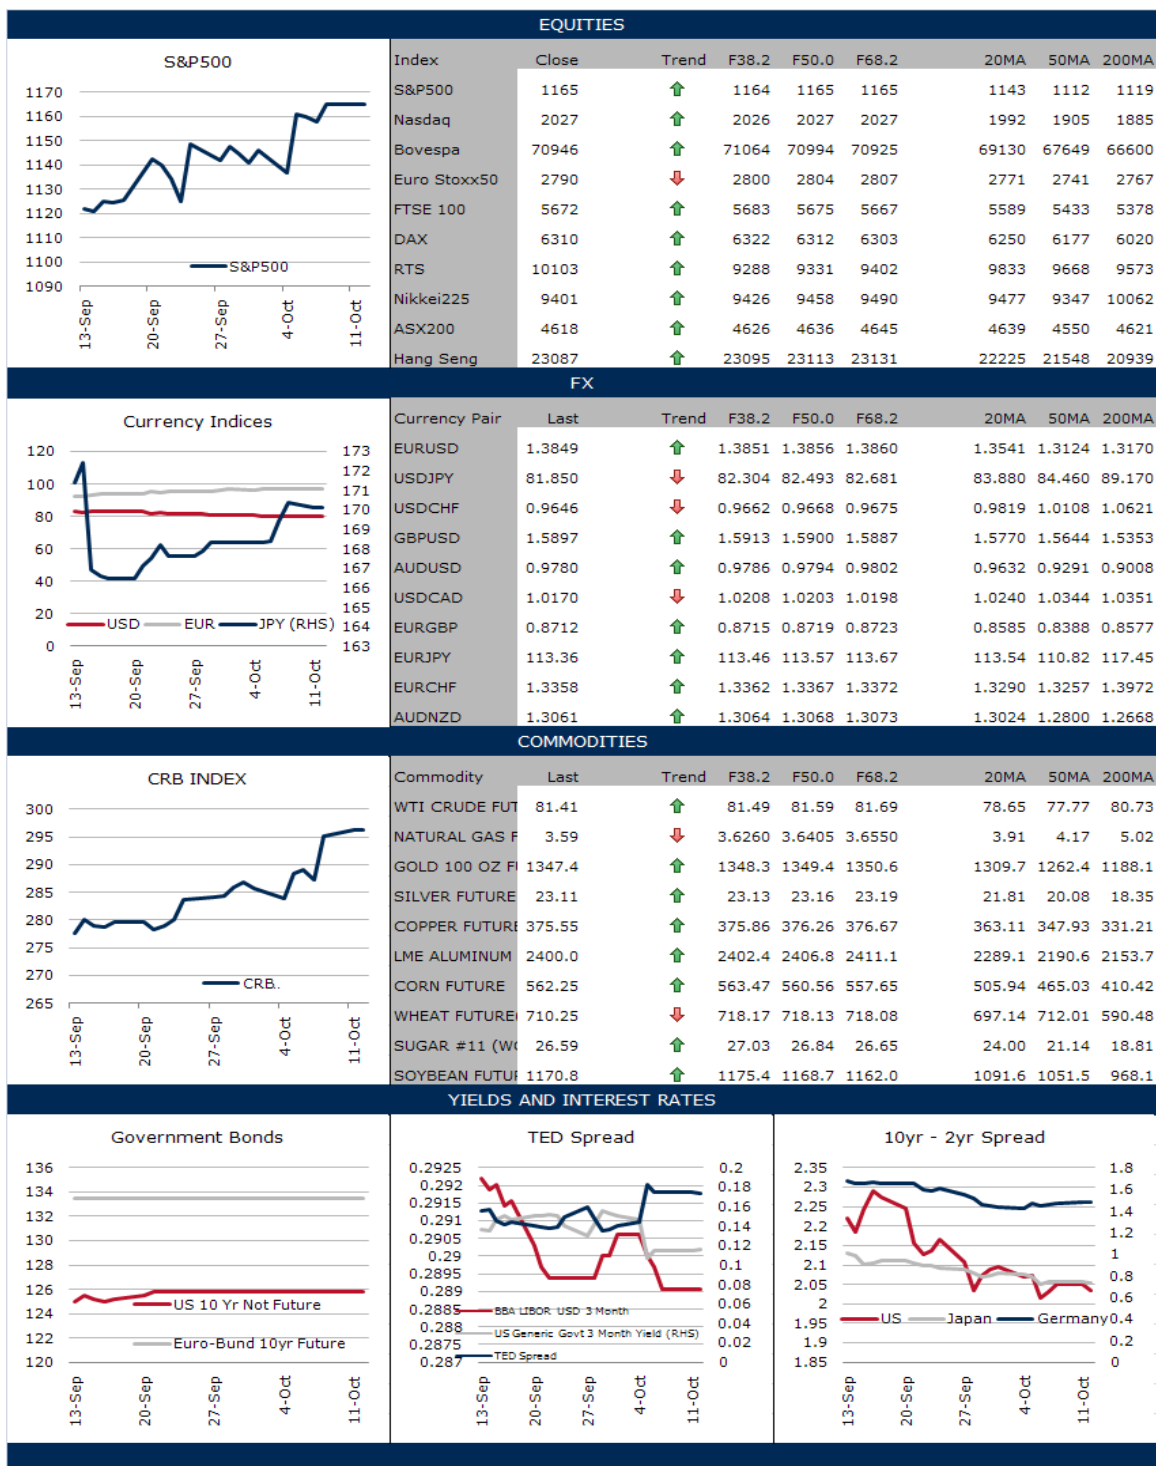 EQUITIES
S&P500
1170
1160
1150
1140
1130
1120
1110
1100
1090
S&P500
13-Sep
20-Sep
27-Sep
4-Oct
11-Oct
Index Close Trend F38.2 F50.0 F68.2 20MA 50MA 200MA
S&P500 1165 1164 1165 1165 1143 1112 1119
Nasdaq 2027 2026 2027 2027 1992 1905 1885
Bovespa 70946 71064 70994 70925 69130 67649 66600
Euro Stoxx50 2790 2800 2804 2807 2771 2741 2767
FTSE 100 5672 5683 5675 5667 5589 5433 5378
DAX 6310 6322 6312 6303 6250 6177 6020
RTS 10103 9288 9331 9402 9833 9668 9573
Nikkei225 9401 9426 9458 9490 9477 9347 10062
ASX200 4618 4626 4636 4645 4639 4550 4621
Hang Seng 23087 23095 23113 23131 22225 21548 20939
FX
Currency Indices
120
100
80
60
40
20
0
173
172
171
170
169
168
167
166
165
164
163
USD EUR JPY (RHS)
13-Sep
20-Sep
27-Sep
4-Oct
11-Oct
Currency Pair Last Trend F38.2 F50.0 F68.2 20MA 50MA 200MA
EURUSD 1.3849 1.3851 1.3856 1.3860 1.3541 1.3124 1.3170
USDJPY 81.850 82.304 82.493 82.681 83.880 84.460 89.170
USDCHF 0.9646 0.9662 0.9668 0.9675 0.9819 1.0108 1.0621
GBPUSD 1.5897 1.5913 1.5900 1.5887 1.5770 1.5644 1.5353
AUDUSD 0.9780 0.9786 0.9794 0.9802 0.9632 0.9291 0.9008
USDCAD 1.0170 1.0208 1.0203 1.0198 1.0240 1.0344 1.0351
EURGBP 0.8712 0.8715 0.8719 0.8723 0.8585 0.8388 0.8577
EURJPY 113.36 113.46 113.57 113.67 113.54 110.82 117.45
EURCHF 1.3358 1.3362 1.3367 1.3372 1.3290 1.3257 1.3972
AUDNZD 1.3061 1.3064 1.3068 1.3073 1.3024 1.2800 1.2668
COMMODITIES
CRB INDEX
300
295
290
285
280
275
270
265
CRB..
13-Sep
20-Sep
27-Sep
4-Oct
11-Oct
Commodity Last Trend F38.2 F50.0 F68.2 20MA 50MA 200MA
WTI CRUDE FUT 81.41 81.49 81.59 81.69 78.65 77.77 80.73
NATURAL GAS F 3.59 3.6260 3.6405 3.6550 3.91 4.17 5.02
GOLD 100 OZ FU 1347.4 1348.3 1349.4 1350.6 1309.7 1262.4 1188.1
SILVER FUTURE 23.11 23.13 23.16 23.19 21.81 20.08 18.35
COPPER FUTURE 375.55 375.86 376.26 376.67 363.11 347.93 331.21
LME ALUMINUM 2400.0 2402.4 2406.8 2411.1 2289.1 2190.6 2153.7
CORN FUTURE 562.25 563.47 560.56 557.65 505.94 465.03 410.42
WHEAT FUTURE( 710.25 718.17 718.13 718.08 697.14 712.01 590.48
SUGAR #11 (WO 26.59 27.03 26.84 26.65 24.00 21.14 18.81
SOYBEAN FUTU 1170.8 1175.4 1168.7 1162.0 1091.6 1051.5 968.1
YIELDS AND INTEREST RATES
Government Bonds
136
134
132
130
128
126
124
122
120
US 10 Yr Not Future
Euro-Bund 10yr Future
13-Sep
20-Sep
27-Sep
4-Oct
11-Oct
TED Spread
0.2925
0.292
0.2915
0.291
0.2905
0.29
0.2895
0.289
0.2885
0.288
0.2875
0.287
0.2
0.18
0.16
0.14
0.12
0.1
0.08
0.06
0.04
0.02
0
BBA LIBOR USD 3 Month
US Generic Govt 3 Month Yield (RHS)
TED Spread
13-Sep
20-Sep
27-Sep
4-Oct
11-Oct
10yr - 2yr Spread
2.35
2.3
2.25
2.2
2.15
2.1
2.05
2
1.95
1.9
1.85
1.8
1.6
1.4
1.2
1
0.8
0.6
0.4
0.2
0
US Japan Germany
13-Sep
20-Sep
27-Sep
4-Oct
11-Oct